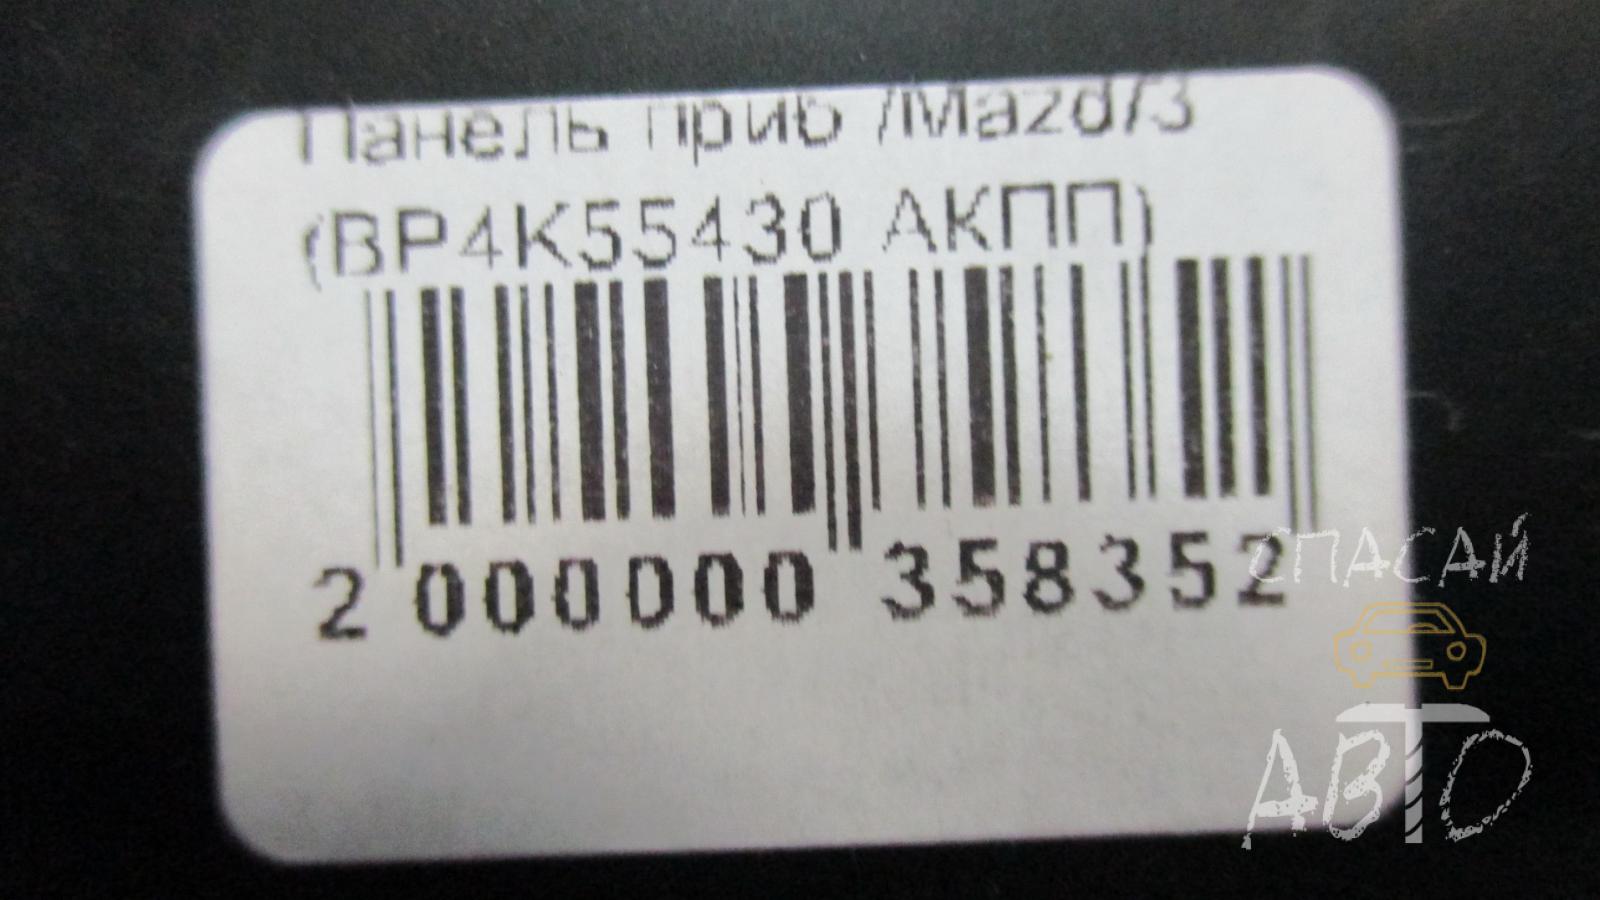 Панель приб /Mazd/3
(BP4K55430 АКПП)
2 000000 358352
СПАСАЙ
АВТО